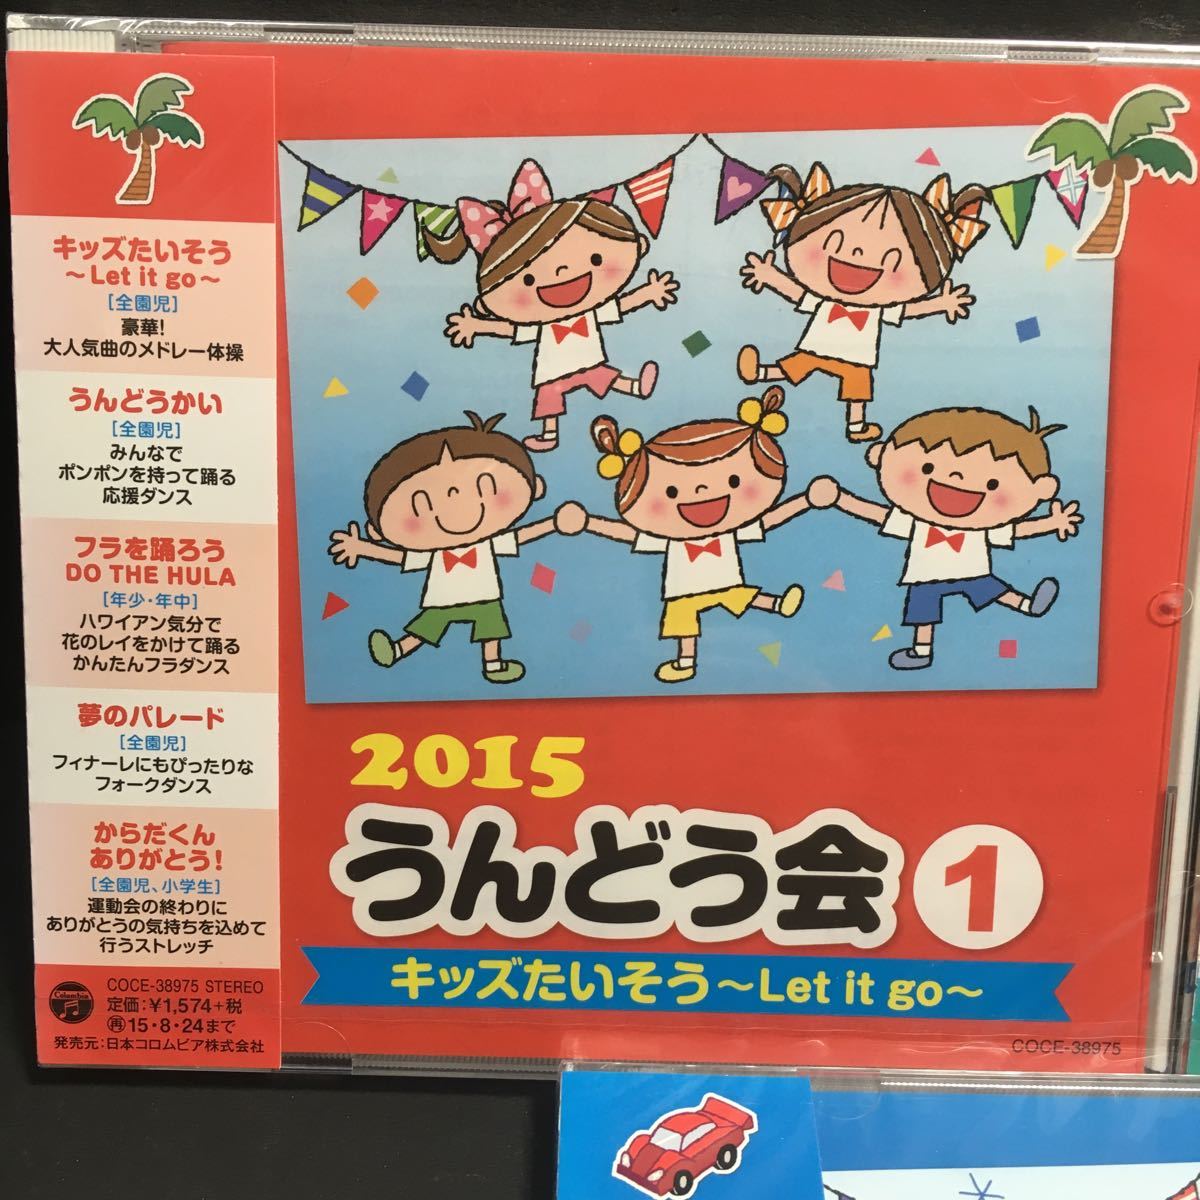 キッズたいそう
～Let it go～
[全園児]
豪華!
大人気曲のメドレー体操
うんどうかい
[全園児]
みんなで
ポンポンを持って踊る
応援ダンス
フラを踊ろう
DO THE HULA
[年少・年中]
ハワイアン気分で
花のレイをかけて踊る
かんたんフラダンス
夢のパレード
[全園児]
フィナーレにもぴったりな
フォークダンス
からだくん
ありがとう!
[全園児、小学生]
運動会の終わりに
ありがとうの気持ちを込めて
行うストレッチ
Columbia
COCE-38975 STEREO
定価:¥1,574+税
再15・8・24まで
発売元:日本コロムビア株式会社
2015
うんどう会 1
キッズたいそう～Let it go～
COCE-38975